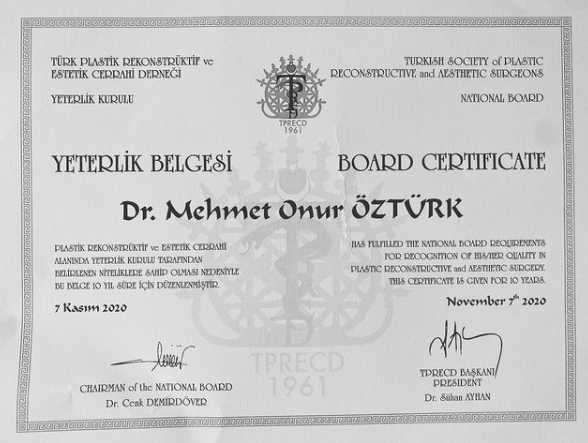 TÜRK PLASTİK REKONSTRÜKTİF ve
ESTETİK CERRAHİ DERNEĞİ
YETERLİK KURULU
TPRECD
1961
TURKISH SOCIETY of PLASTIC
RECONSTRUCTIVE and AESTHETIC SURGEONS
NATIONAL BOARD
YETERLİK BELGESİ
BOARD CERTIFICATE
Dr. Mehmet Onur ÖZTÜRK
PLASTİK REKONSTRÜKTİF ve ESTETİK CERRAHİ
ALANINDA YETERLİK KURULU TARAFINDAN
BELİRLENEN NİTELİKLERE SAHİP OLMASI NEDENİYLE
BU BELGE 10 YIL SÜRE İÇİN DÜZENLENMİŞTİR.
7 Kasım 2020
HAS FULFILLED THE NATIONAL BOARD REQUIREMENTS
FOR RECOGNITION OF HIS/HER QUALITY IN
PLASTIC RECONSTRUCTIVE and AESTHETIC SURGERY.
THIS CERTIFICATE IS GIVEN FOR 10 YEARS.
November 7th 2020
TPRECD
1961
CHAIRMAN of the NATIONAL BOARD
Dr. Cenk DEMİRDÖVER
TPRECD BAŞKANI
PRESIDENT
Dr. Sühan AYHAN